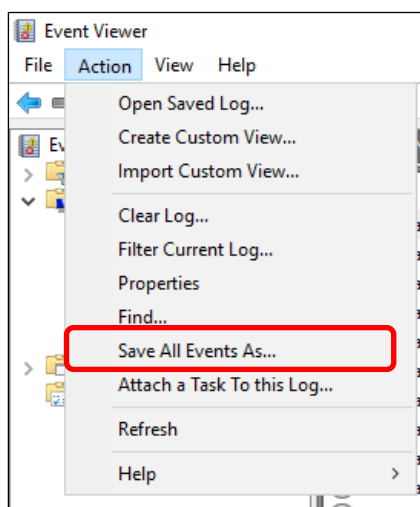 Event Viewer
File Action View Help
Open Saved Log...
Create Custom View...
Import Custom View...
Clear Log...
Filter Current Log...
Properties
Find...
Save All Events As...
Attach a Task To this Log...
Refresh
Help